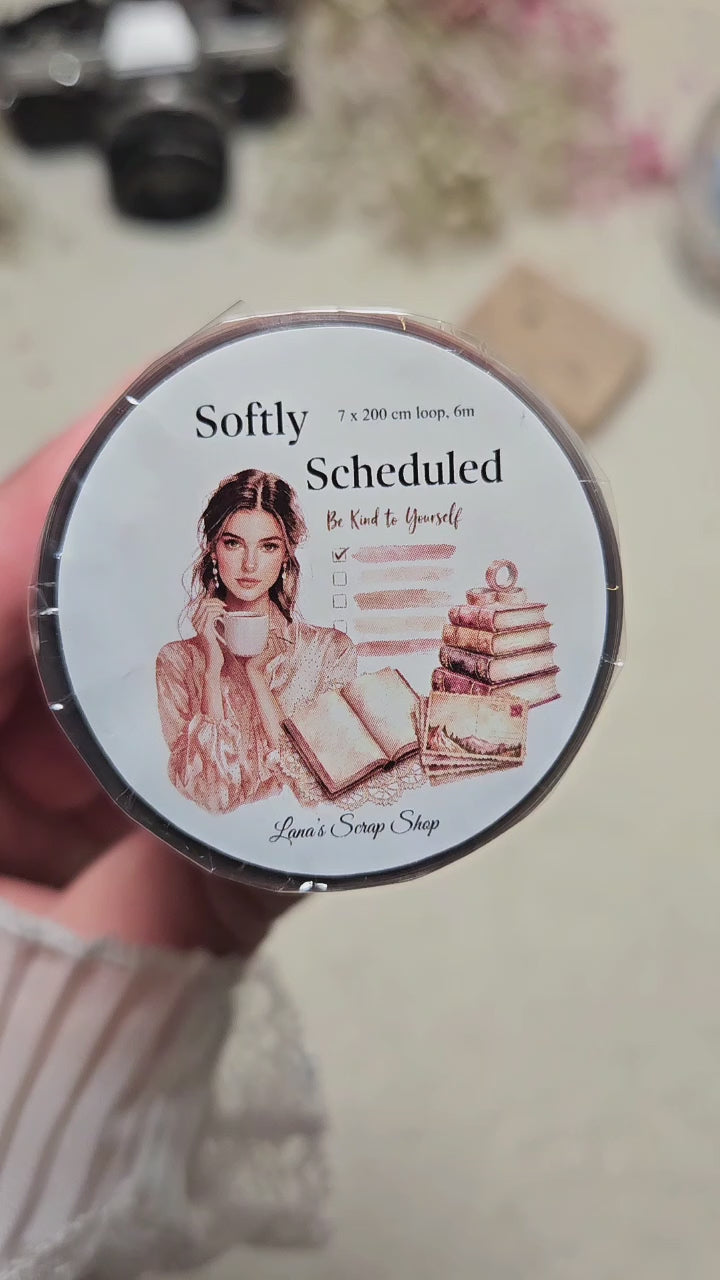 Softly
7 x 200 cm loop, 6m
Scheduled
Be Kind to Yourself
Lana's Scrap Shop